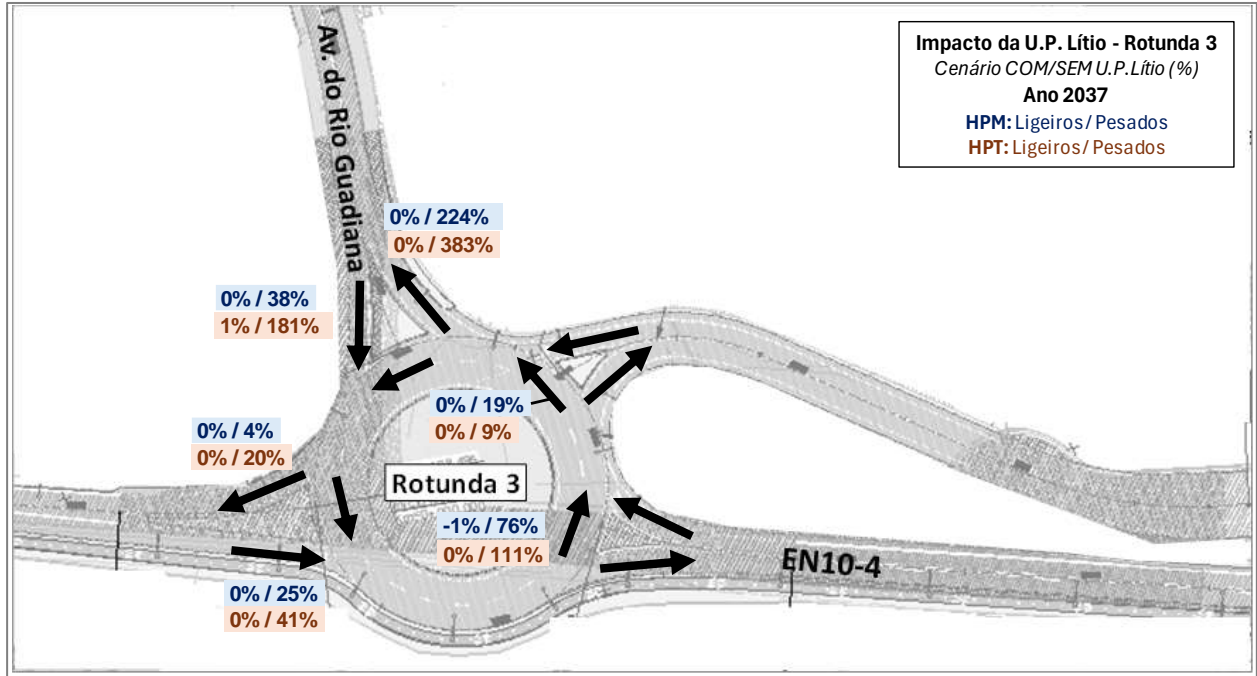 Impacto da U.P. Lítio - Rotunda 3
Cenário COM/SEM U.P.Lítio (%)
Ano 2037
HPM: Ligeiros / Pesados
HPT: Ligeiros / Pesados
Av. do Rio Guadiana
0% / 224%
0% / 383%
0% / 38%
1% / 181%
0% / 19%
0% / 9%
0% / 4%
0% / 20%
Rotunda 3
-1% / 76%
0% / 111%
EN10-4
0% / 25%
0% / 41%